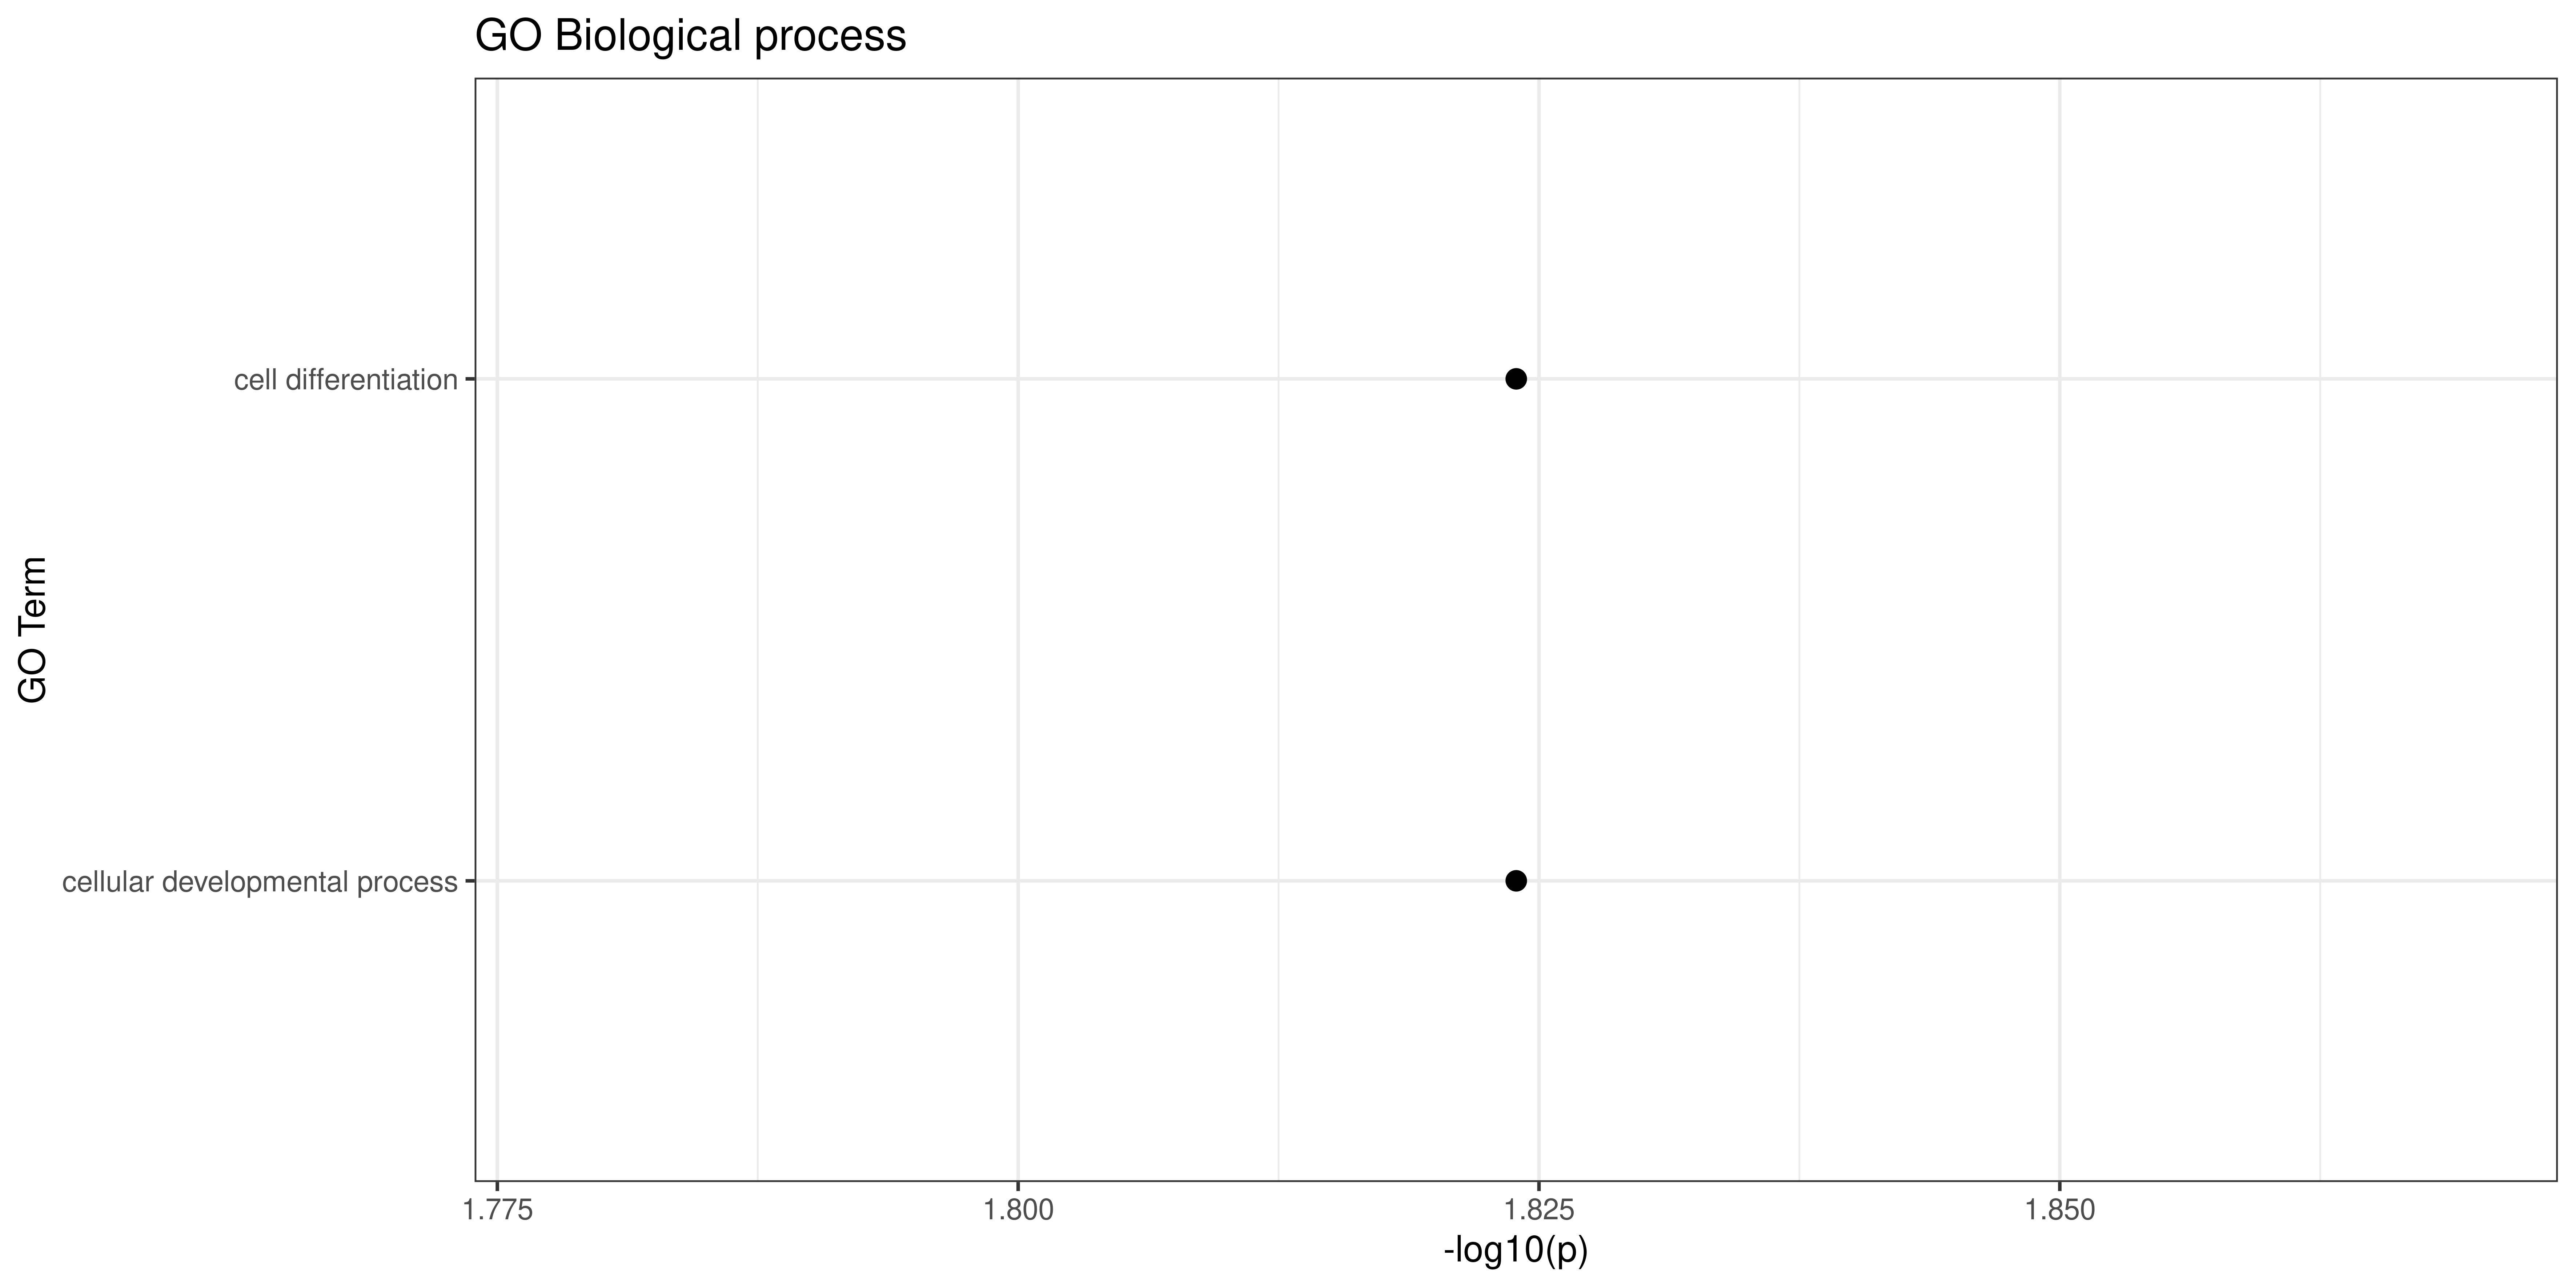 GO Biological process
GO Term
cell differentiation
cellular developmental process
1.775
1.800
1.825
1.850
-log10(p)